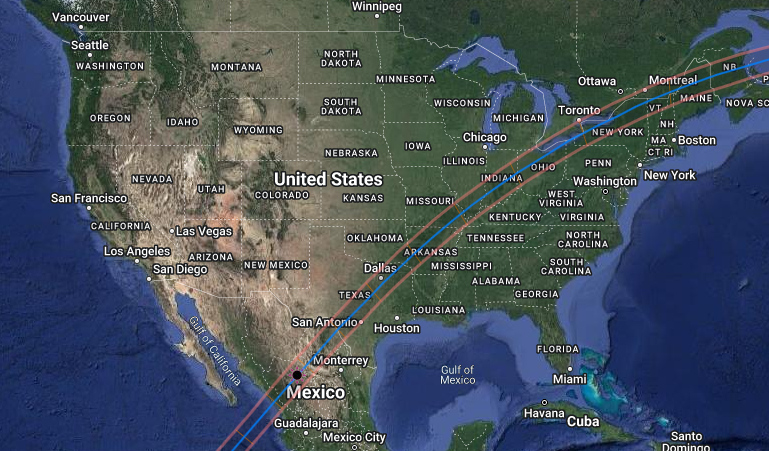 Winnipeg
Vancouver
Seattle
WASHINGTON
MONTANA
NORTH
DAKOTA
MINNESOTA
Ottawa
Montreal
NB
MAINE
NOVA SC
OREGON
IDAHO
WYOMING
SOUTH
DAKOTA
WISCONSIN
MICHIGAN
Toronto
VT
NH
NEW YORK
MA
Boston
CT RI
Chicago
IOWA
NEBRASKA
ILLINOIS
INDIANA
OHIO
PENN
New York
Washington
NEVADA
UTAH
United States
COLORADO
KANSAS
MISSOURI
WEST
VIRGINIA
KENTUCKY
VIRGINIA
San Francisco
CALIFORNIA
Las Vegas
Los Angeles
ARIZONA
NEW MEXICO
OKLAHOMA
ARKANSAS
TENNESSEE
NORTH
CAROLINA
San Diego
Dallas
MISSISSIPPI
SOUTH
CAROLINA
ALABAMA
GEORGIA
TEXAS
LOUISIANA
San Antonio
Houston
Gulf of California
FLORIDA
Monterrey
Gulf of
Mexico
Miami
Mexico
Havana
Cuba
Guadalajara
Mexico City
Santo
Domingo